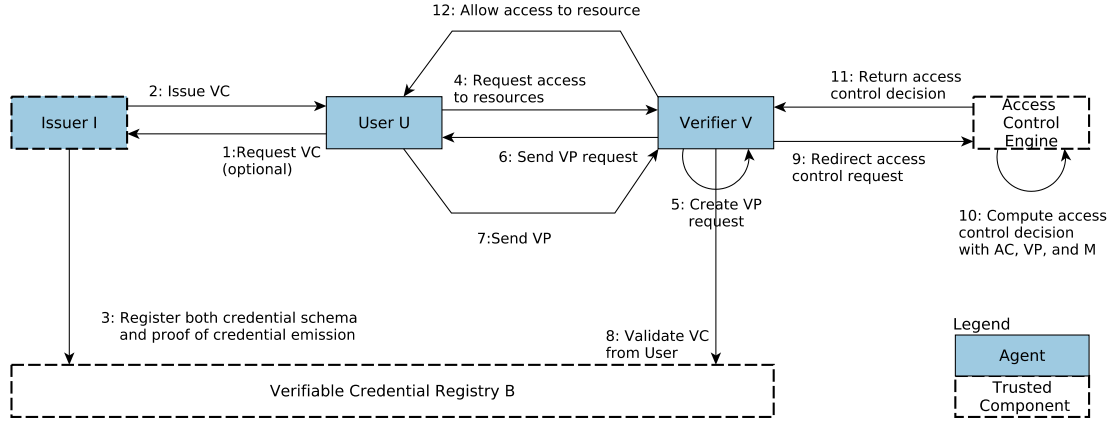 12: Allow access to resource
2: Issue VC
4: Request access
to resources
11: Return access
control decision
Issuer I
User U
Verifier V
Access
Control
Engine
1:Request VC
(optional)
6: Send VP request
9: Redirect access
control request
5: Create VP
request
7:Send VP
10: Compute access
control decision
with AC, VP, and M
3: Register both credential schema
and proof of credential emission
8: Validate VC
from User
Verifiable Credential Registry B
Legend
Agent
Trusted
Component